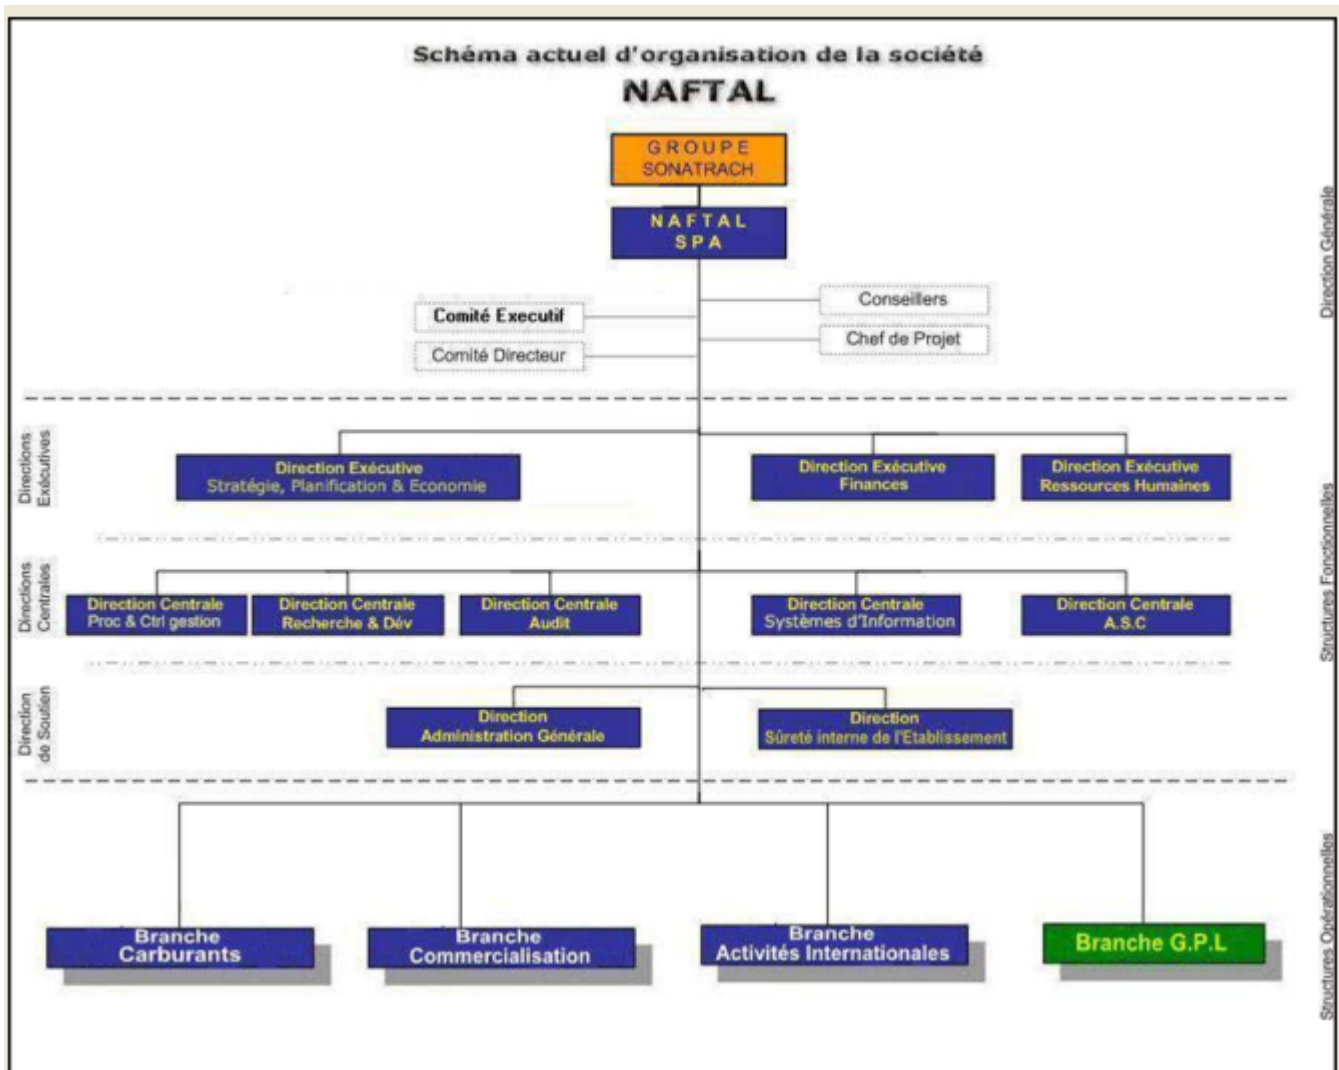 Schéma actuel d'organisation de la société
NAFTAL
GROUPE
SONATRACH
NAFTAL
SPA
Direction Générale
Conseillers
Comité Executif
Chef de Projet
Comité Directeur
Directions
Exécutives
Direction Exécutive
Stratégie, Planification & Economie
Direction Exécutive
Finances
Direction Exécutive
Ressources Humaines
Structures Fonctionnelles
Directions
Centrales
Direction Centrale
Proc & Ctrl gestion
Direction Centrale
Recherche & Dév
Direction Centrale
Audit
Direction Centrale
Systèmes d'Information
Direction Centrale
A.S.C
Direction
de Soutien
Direction
Administration Générale
Direction
Sûreté interne de l'Etablissement
Structures Opérationnelles
Branche
Carburants
Branche
Commercialisation
Branche
Activités Internationales
Branche G.P.L